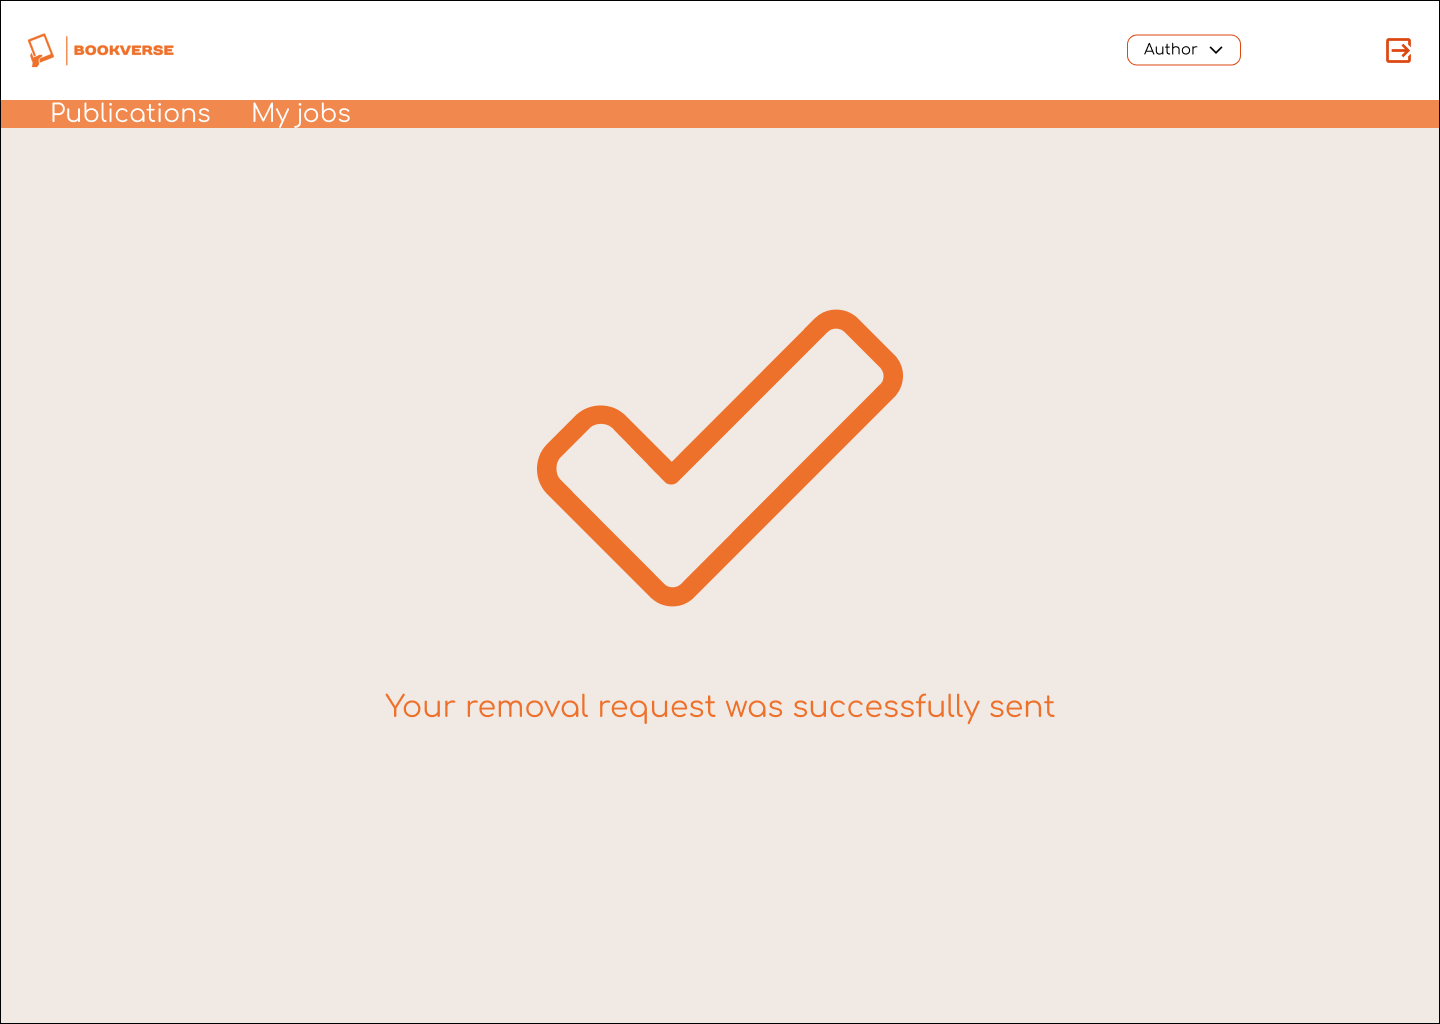 BOOKVERSE
Author
Publications My jobs
Your removal request was successfully sent